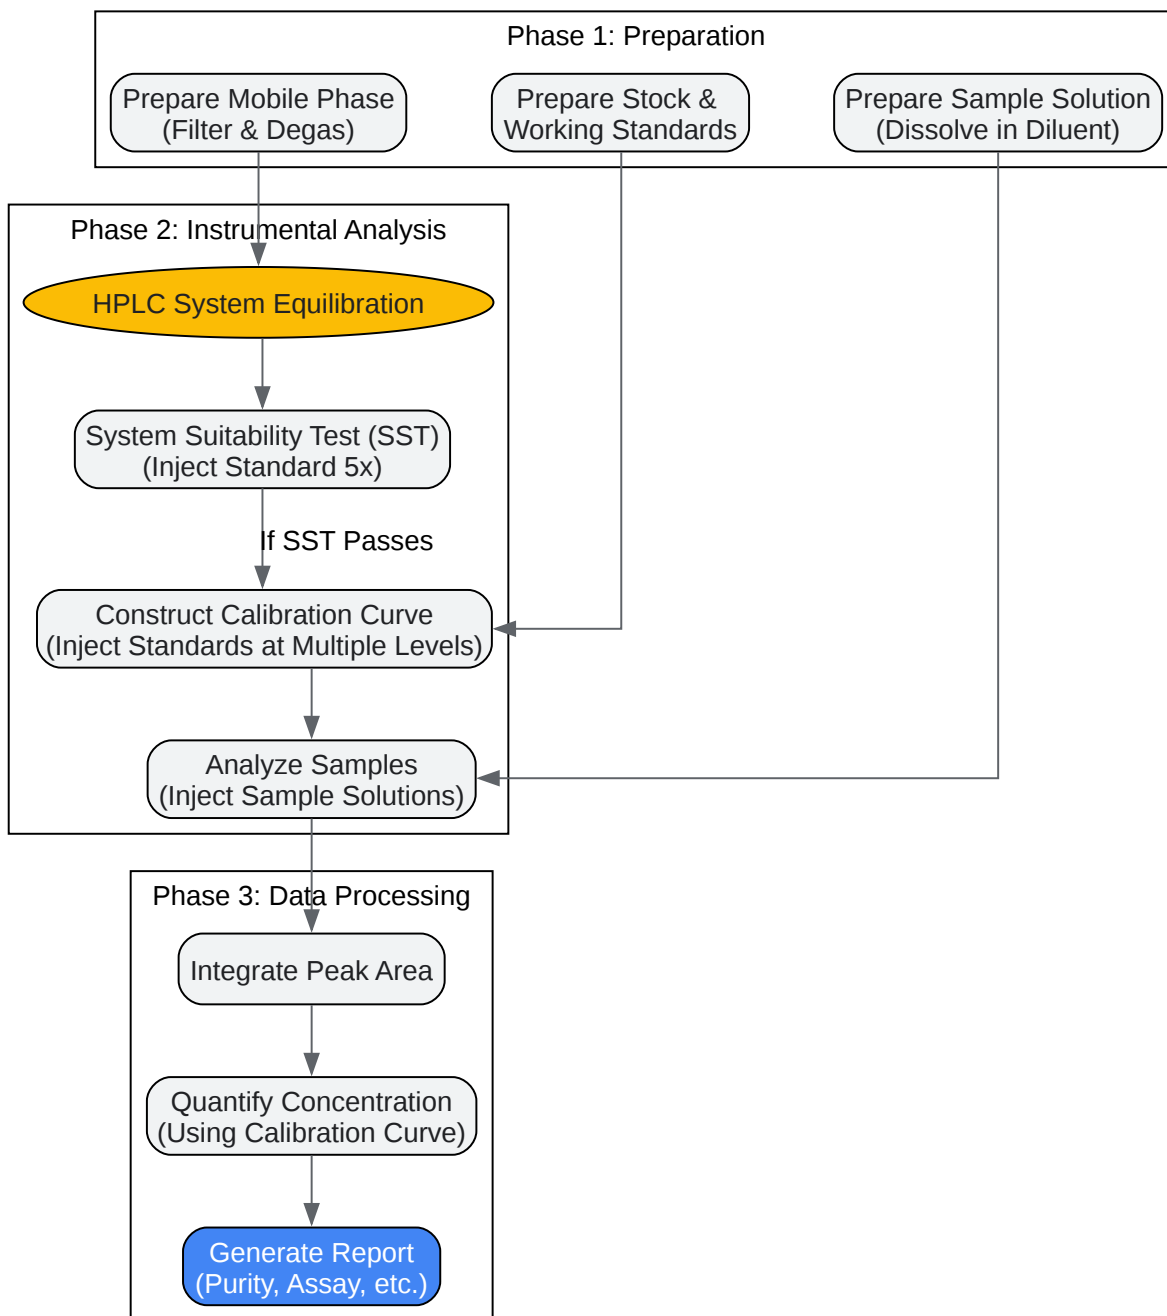 Phase 1: Preparation
Prepare Mobile Phase
(Filter & Degas)
Prepare Stock &
Working Standards
Prepare Sample Solution
(Dissolve in Diluent)
Phase 2: Instrumental Analysis
HPLC System Equilibration
System Suitability Test (SST)
(Inject Standard 5x)
If SST Passes
Construct Calibration Curve
(Inject Standards at Multiple Levels)
Analyze Samples
(Inject Sample Solutions)
Phase 3: Data Processing
Integrate Peak Area
Quantify Concentration
(Using Calibration Curve)
Generate Report
(Purity, Assay, etc.)